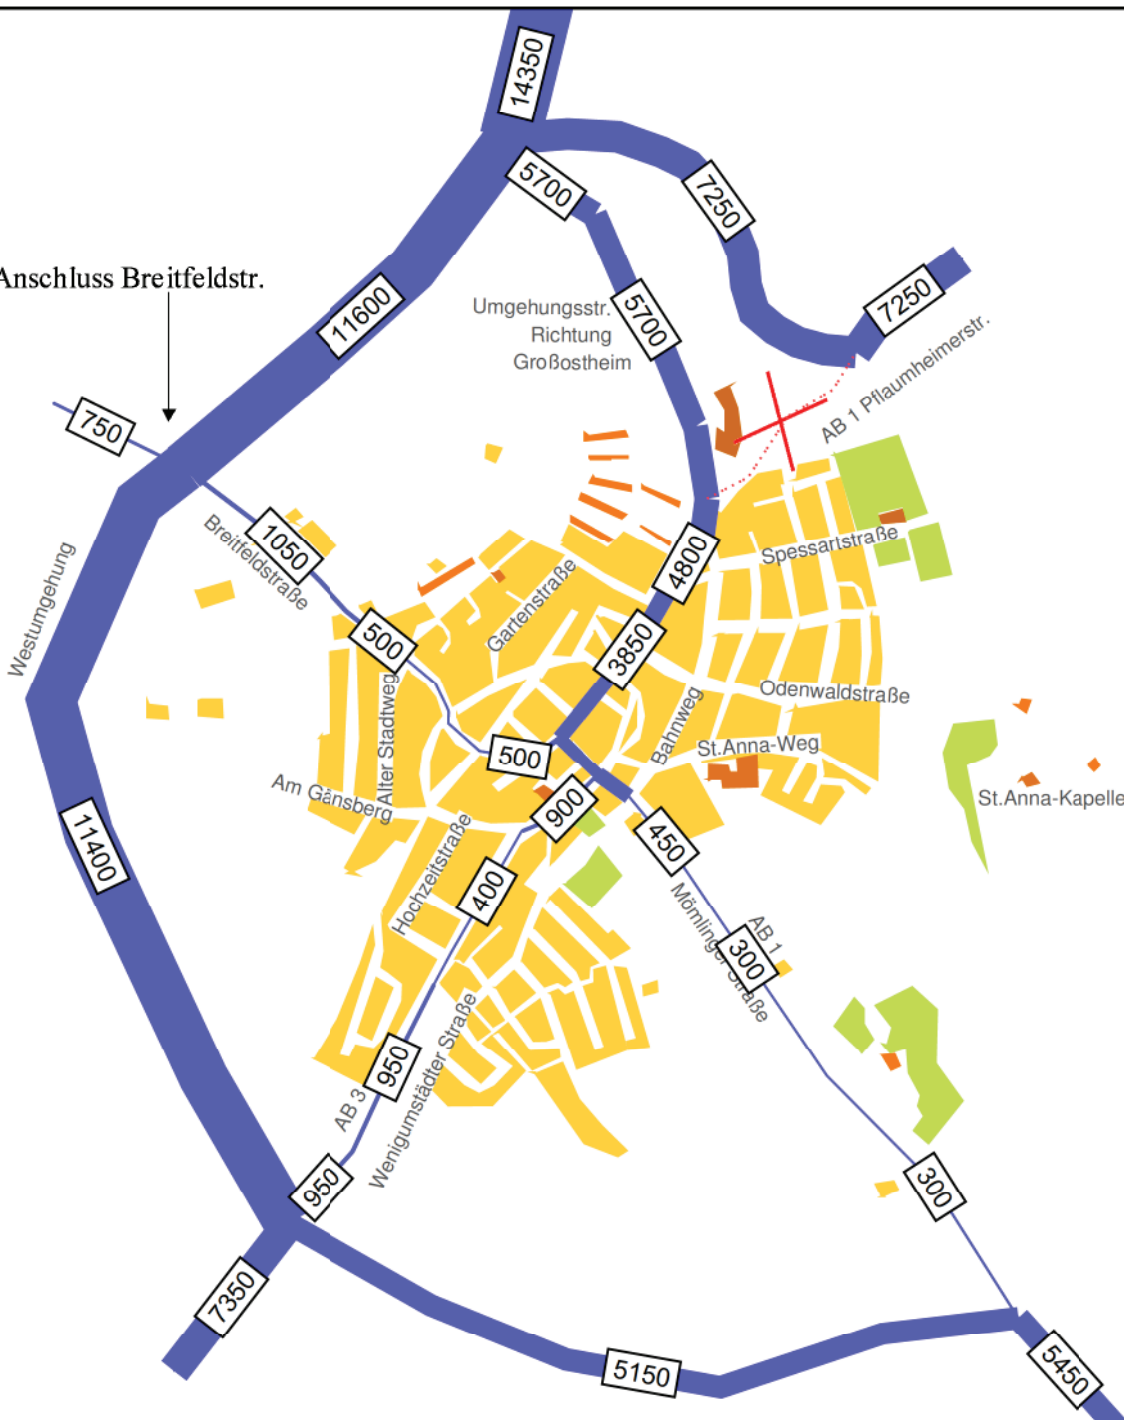 14350
5700
7250
Anschluss Breitfeldstr.
11600
Umgehungsstr.
Richtung
Großostheim
5700
7250
AB 1 Pflaumheimerstr.
750
Breitfeldstraße
1050
Westumgehung
500
Gartenstraße
4800
Spessartstraße
3850
Alter Stadtweg
Odenwaldstraße
Bahnweg
500
St.Anna-Weg
Am Gänsberg
900
St.Anna-Kapelle
11400
Hochzeitstraße
450
400
Mömlinger Straße
AB 1
300
950
AB 3
Wenigumstädter Straße
950
300
7350
5150
5450